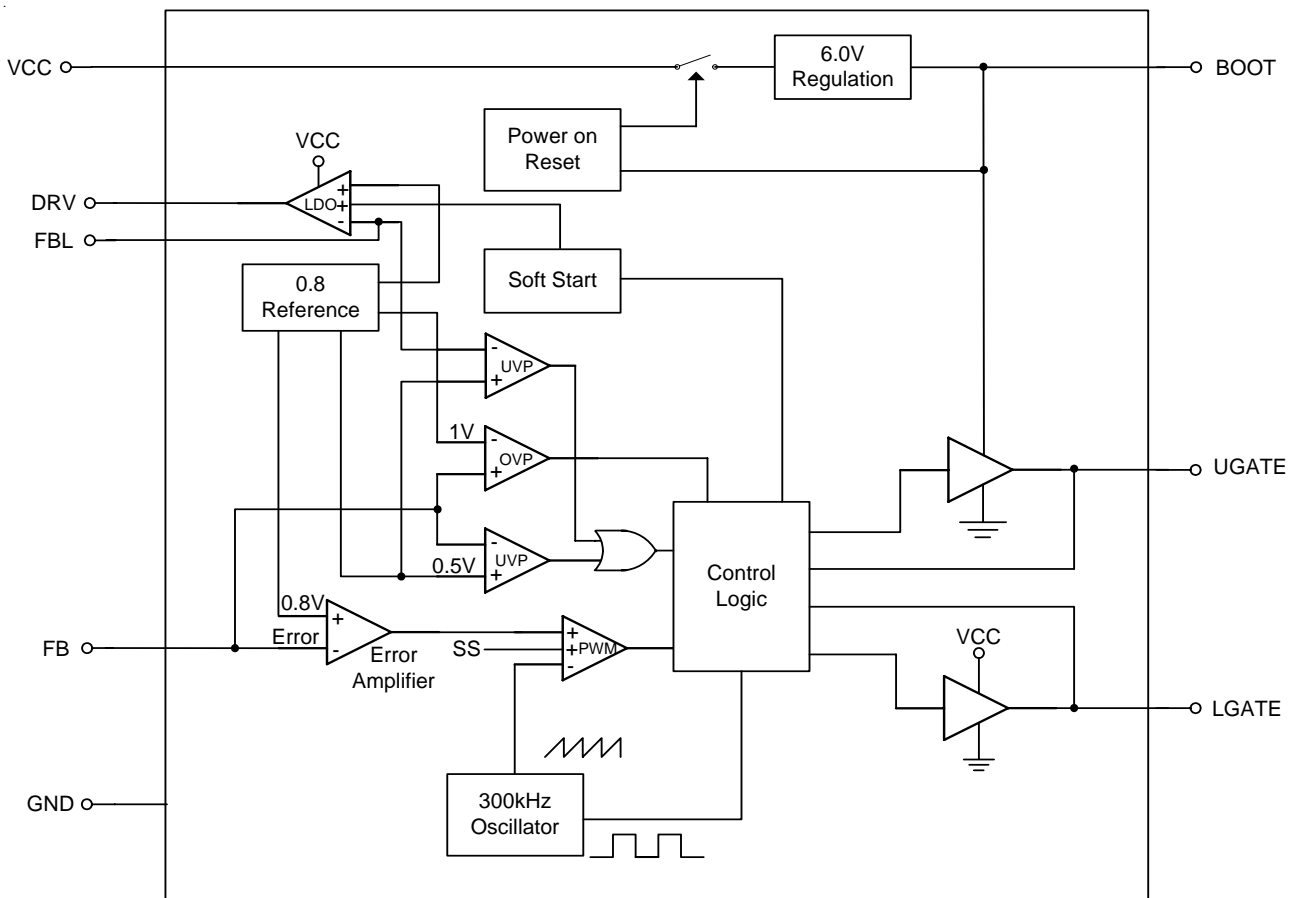 VCC
6.0V
Regulation
BOOT
Power on
Reset
VCC
DRV
+
LDO+
-
FBL
0.8
Reference
Soft Start
-
UVP
+
1V
-
OVP
+
UGATE
-
UVP
0.5V
+
Control
Logic
0.8V
+
Error
-
Error
Amplifier
FB
+
SS
+PWM
-
VCC
LGATE
GND
300kHz
Oscillator